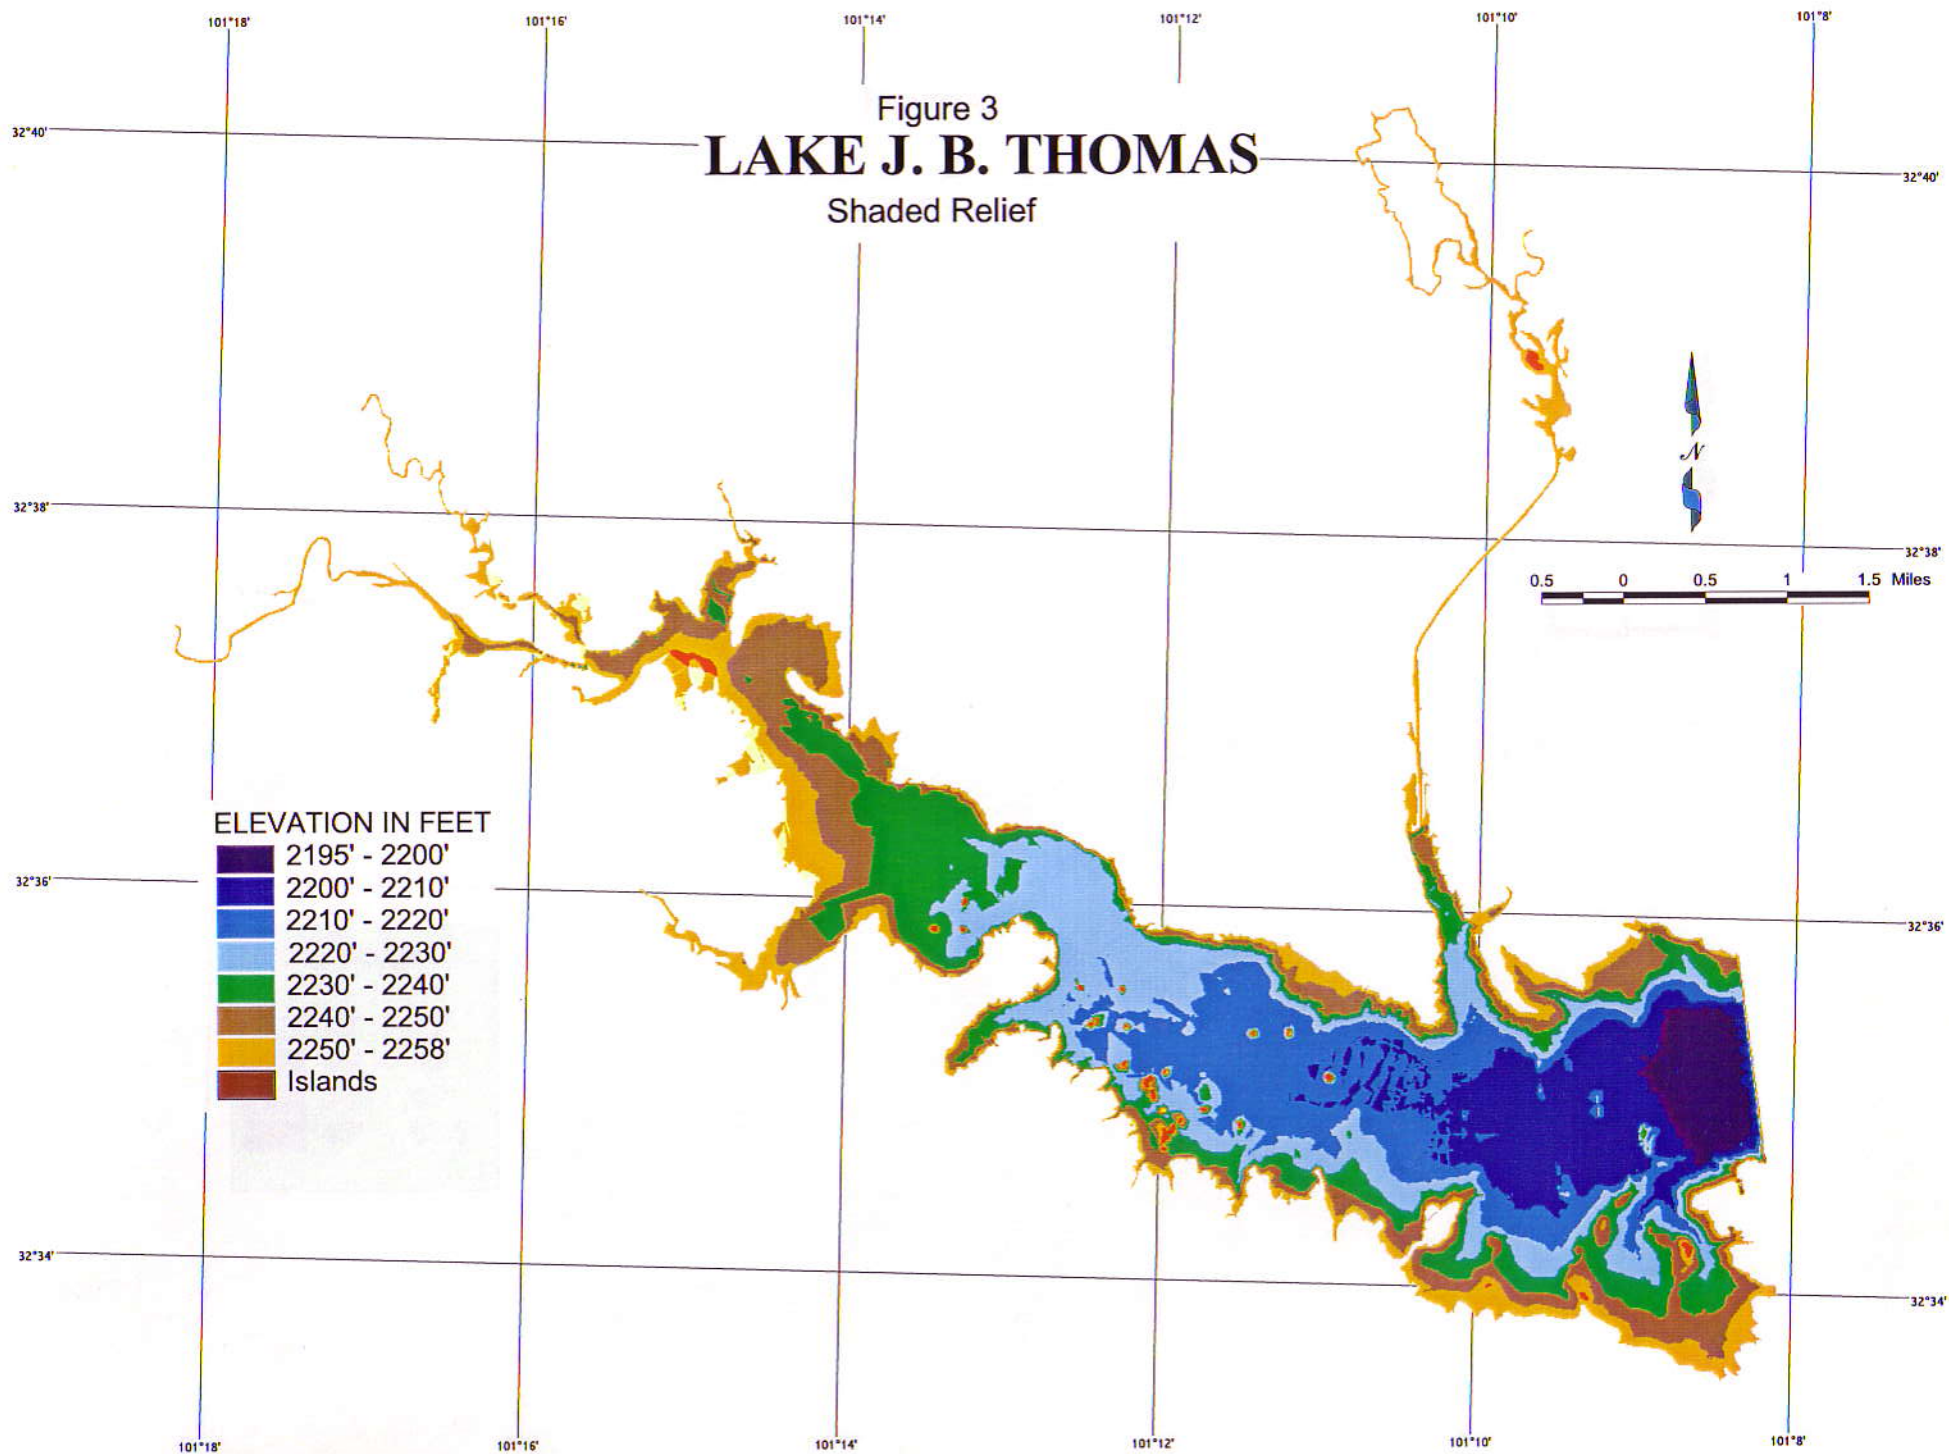 101°18' 101°16' 101°14' 101°12' 101°10' 101°8'
Figure 3
32°40' LAKE J. B. THOMAS 32°40'
Shaded Relief
N
32°38' 32°38'
0.5 0 0.5 1 1.5 Miles
ELEVATION IN FEET
2195' - 2200'
32°36' 2200' - 2210' 32°36'
2210' - 2220'
2220' - 2230'
2230' - 2240'
2240' - 2250'
2250' - 2258'
Islands
32°34' 32°34'
101°18' 101°16' 101°14' 101°12' 101°10' 101°8'